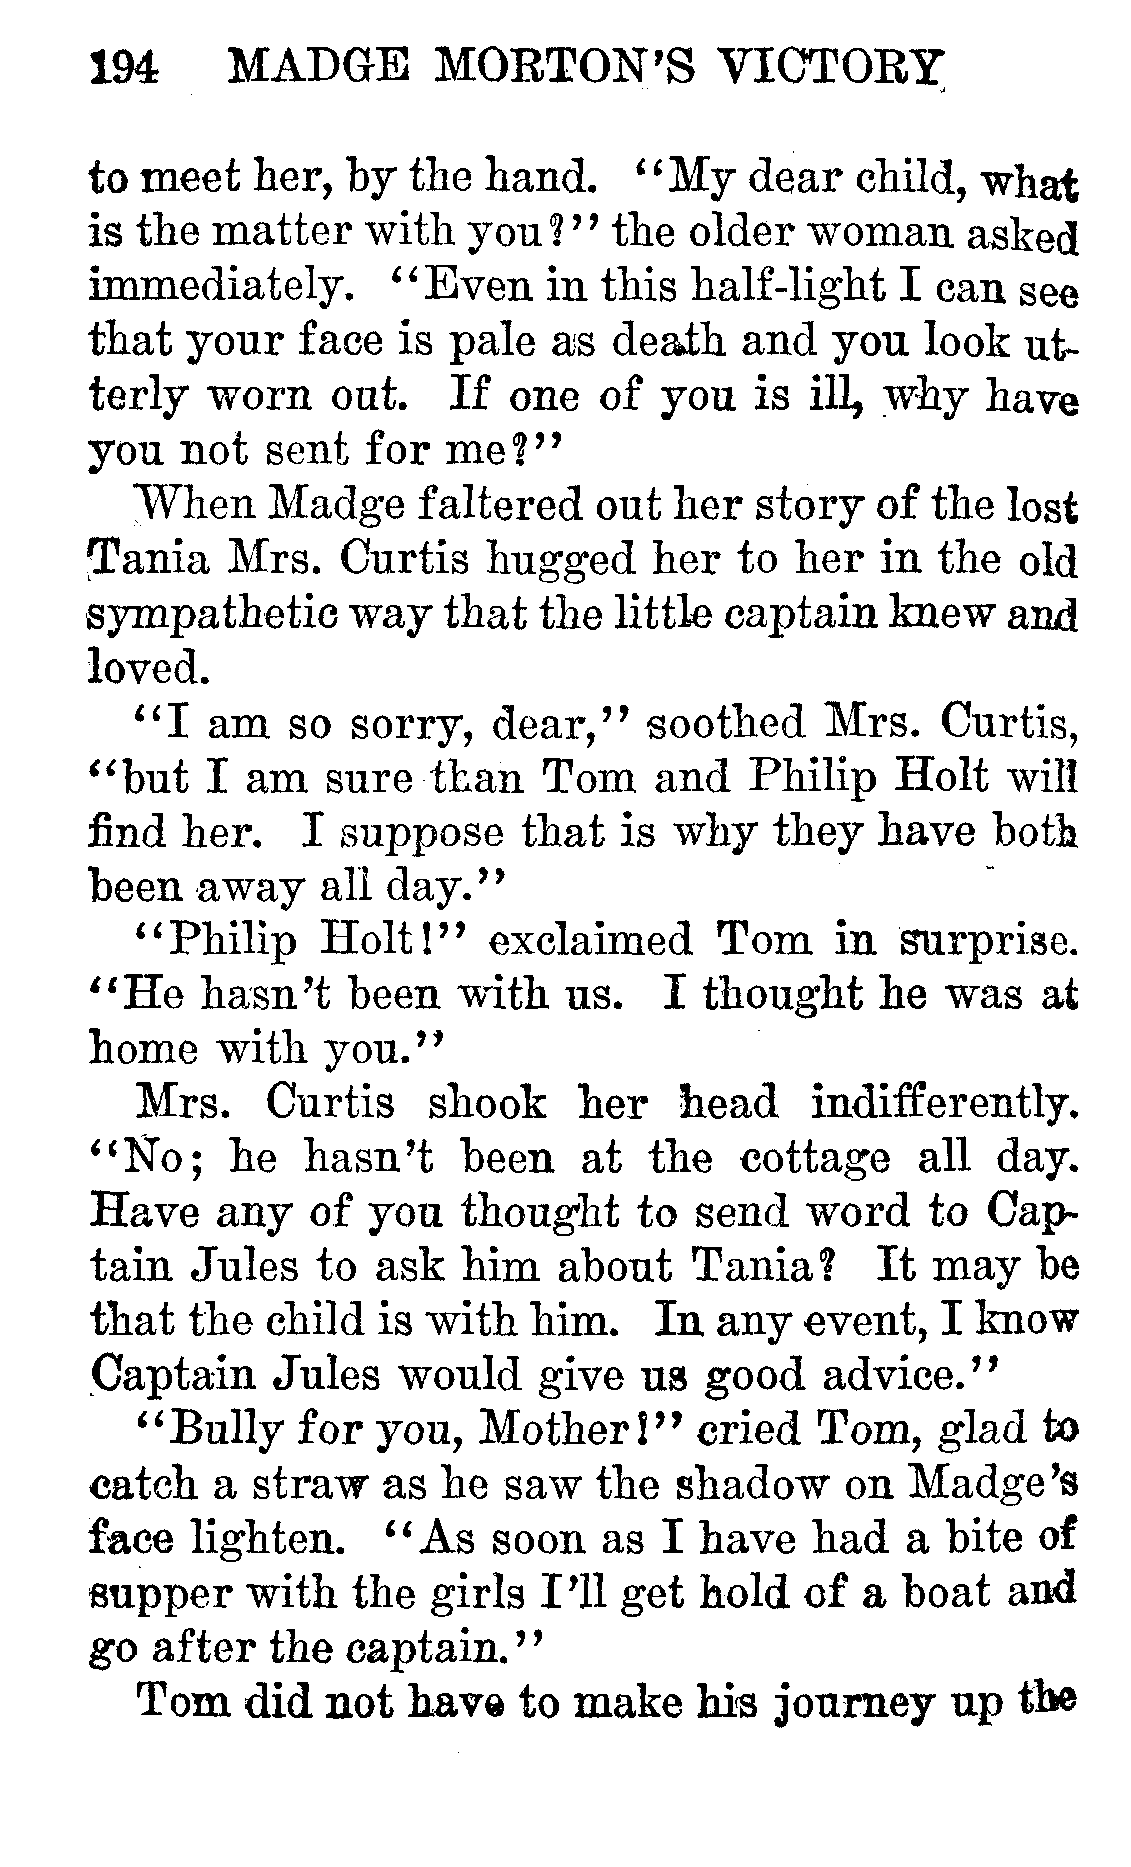 194 MADGE MORTON'S VICTORY
to meet her, by the hand. "My dear child, what
is the matter with you?" the older woman asked
immediately. "Even in this half-light I can see
that your face is pale as death and you look ut-
terly worn out. If one of you is ill, why have
you not sent for me?"
When Madge faltered out her story of the lost
Tania Mrs. Curtis hugged her to her in the old
sympathetic way that the little captain knew and
loved.
"I am so sorry, dear," soothed Mrs. Curtis,
"but I am sure than Tom and Philip Holt will
find her. I suppose that is why they have both
been away all day."
"Philip Holt!" exclaimed Tom in surprise.
"He hasn't been with us. I thought he was at
home with you."
Mrs. Curtis shook her head indifferently.
"No; he hasn't been at the cottage all day.
Have any of you thought to send word to Cap-
tain Jules to ask him about Tania? It may be
that the child is with him. In any event, I know
Captain Jules would give us good advice."
"Bully for you, Mother!" cried Tom, glad to
catch a straw as he saw the shadow on Madge's
face lighten. "As soon as I have had a bite of
supper with the girls I'll get hold of a boat and
go after the captain."
Tom did not have to make his journey up the